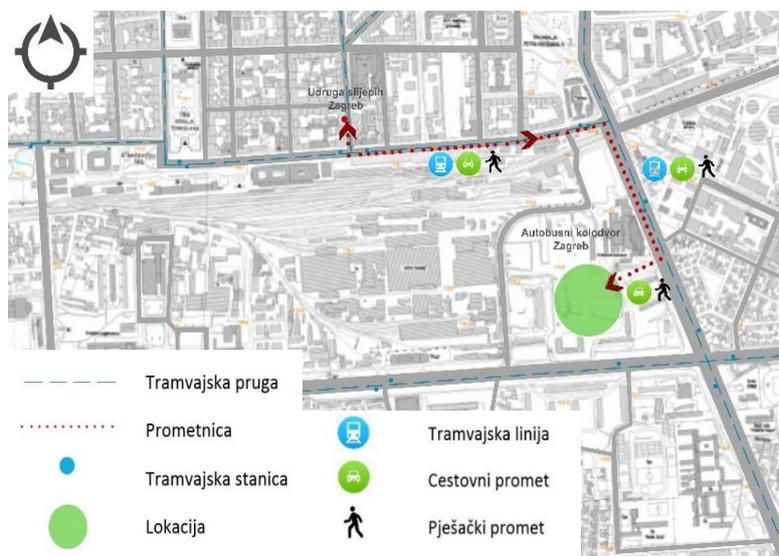 Udruga slijepih
Zagreb
Autobusni kolodvor
Zagreb
Tramvajska pruga
Prometnica
Tramvajska stanica
Lokacija
Tramvajska linija
Cestovni promet
Pješački promet